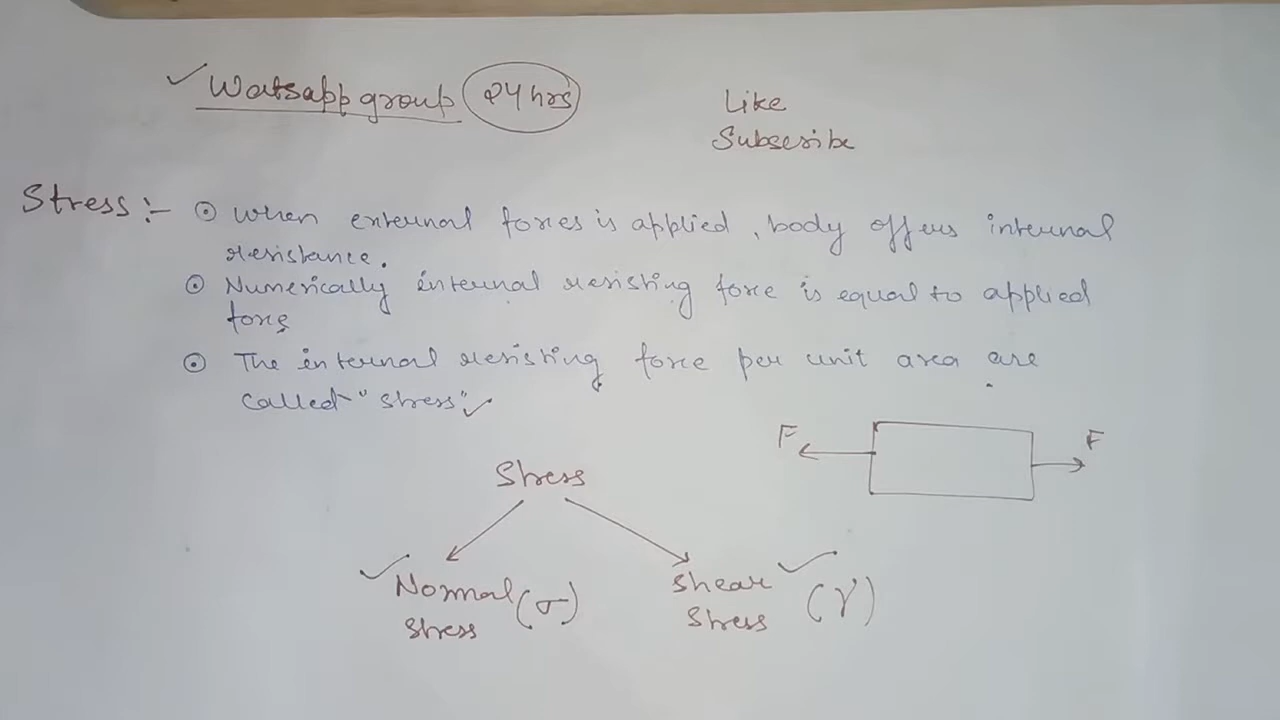 ✓ Watsapp group (24 hrs)
Like
Subscribe
Stress :- ⊙ When external forces is applied, body offers internal
resistance.
⊙ Numerically internal resisting force is equal to applied
force
⊙ The internal resisting force per unit area are
called "stress" ✓
F F
Stress
✓ Normal (σ) Shear ✓ (γ)
Stress Stress